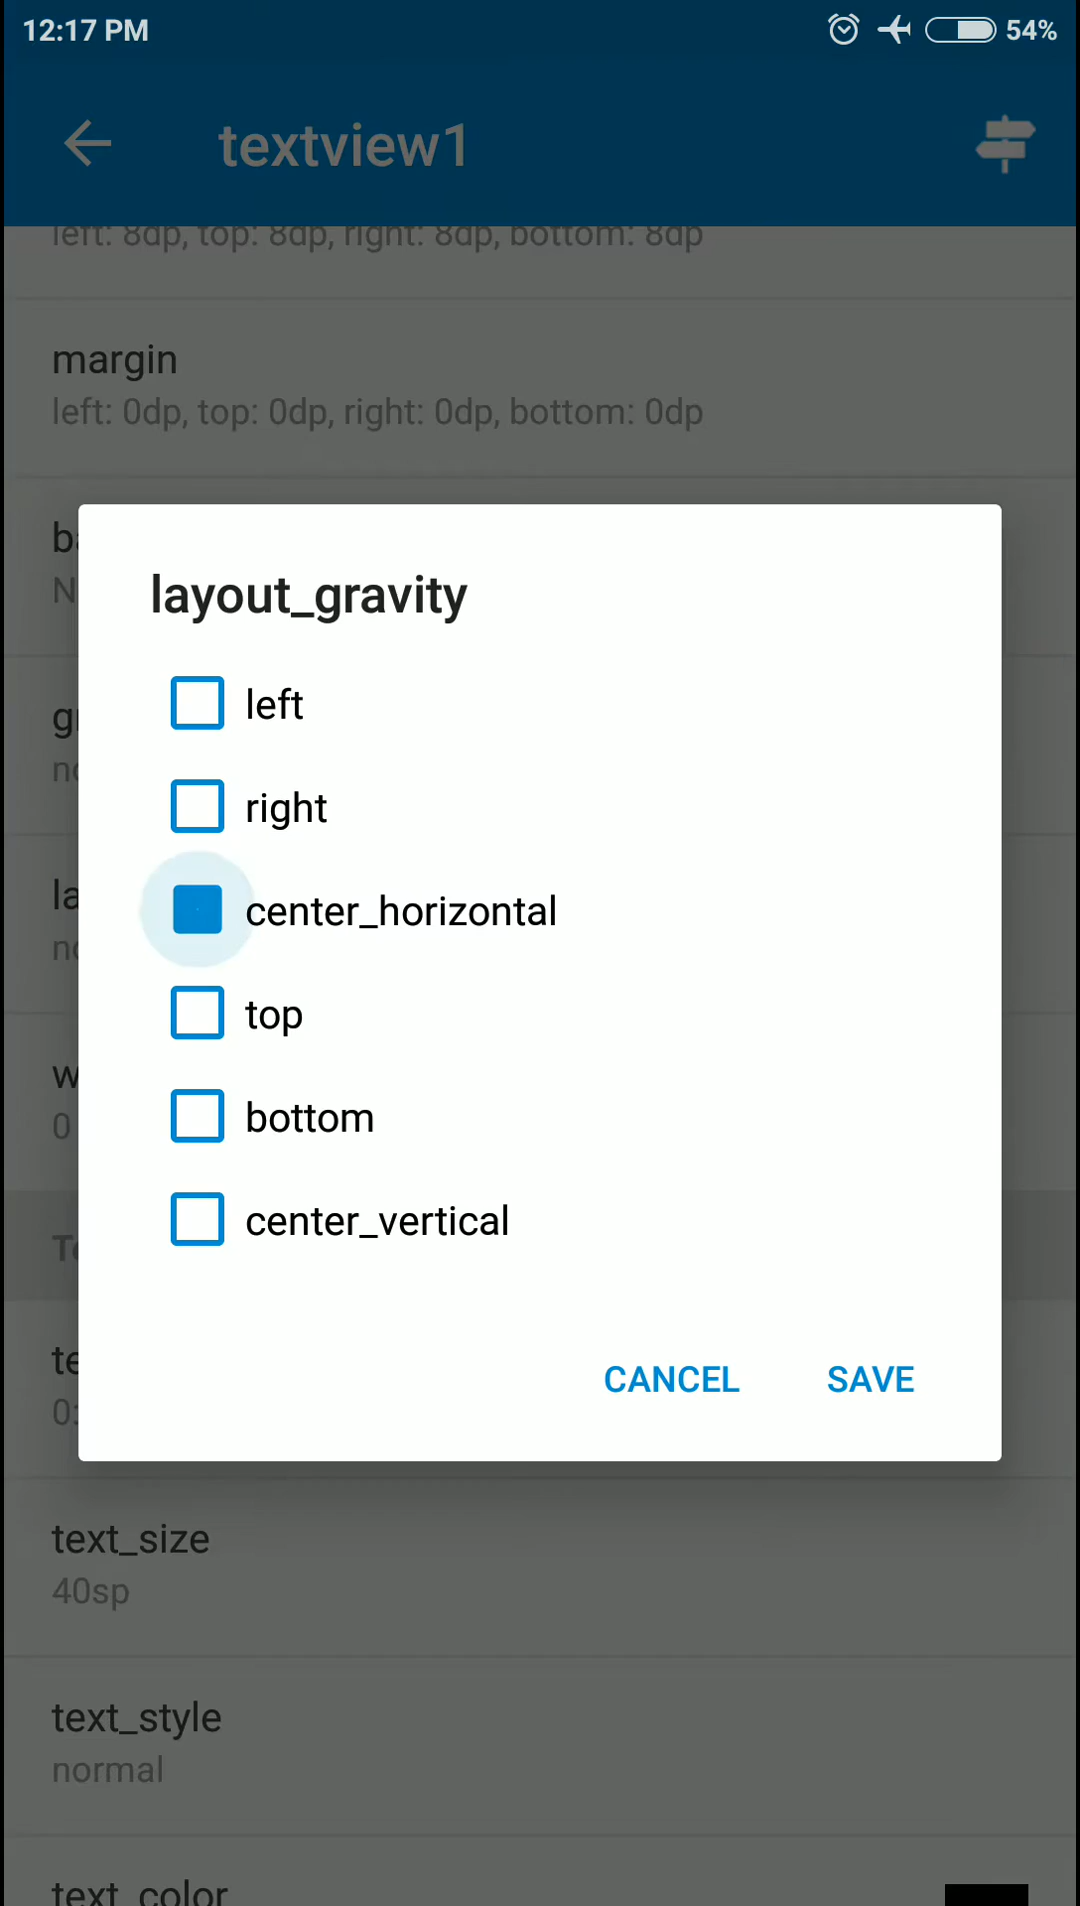 12:17 PM
54%
textview1
left: 8dp, top: 8dp, right: 8dp, bottom: 8dp
margin
left: 0dp, top: 0dp, right: 0dp, bottom: 0dp
layout_gravity
left
right
center_horizontal
top
bottom
center_vertical
0
CANCEL
SAVE
text_size
40sp
text_style
normal
text_color